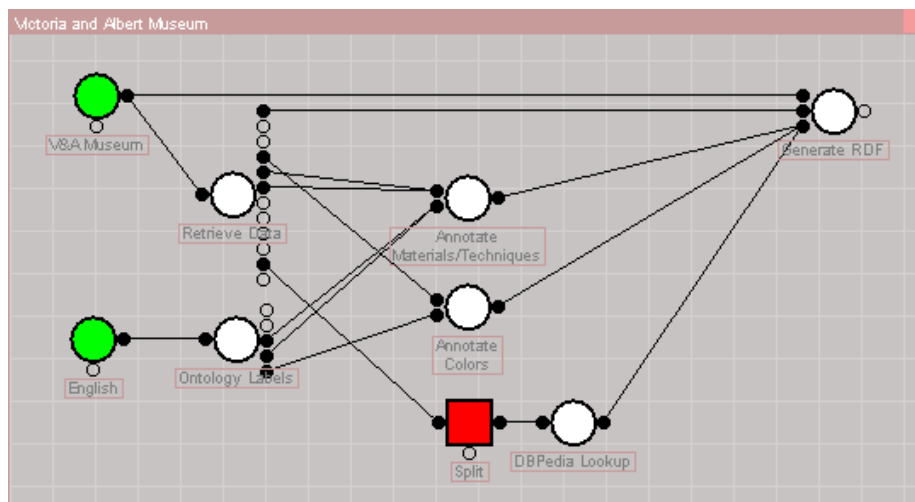 Victoria and Albert Museum
V&A Museum
Generate RDF
Retrieve Data
Annotate
Materials/Techniques
Annotate
Colors
English
Ontology Labels
Split
DBPedia Lookup